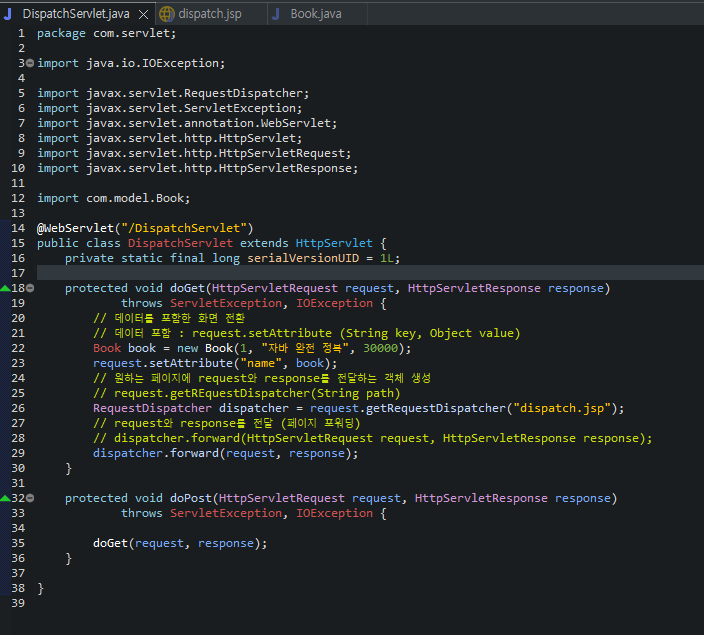 DispatchServlet.java dispatch.jsp Book.java
1 package com.servlet;
2
3 import java.io.IOException;
4
5 import javax.servlet.RequestDispatcher;
6 import javax.servlet.ServletException;
7 import javax.servlet.annotation.WebServlet;
8 import javax.servlet.http.HttpServlet;
9 import javax.servlet.http.HttpServletRequest;
10 import javax.servlet.http.HttpServletResponse;
11
12 import com.model.Book;
13
14 @WebServlet("/DispatchServlet")
15 public class DispatchServlet extends HttpServlet {
16 private static final long serialVersionUID = 1L;
17
18 protected void doGet(HttpServletRequest request, HttpServletResponse response)
19 throws ServletException, IOException {
20 // 데이터를 포함한 화면 전환
21 // 데이터 포함 : request.setAttribute (String key, Object value)
22 Book book = new Book(1, "자바 완전 정복", 30000);
23 request.setAttribute("name", book);
24 // 원하는 페이지에 request와 response를 전달하는 객체 생성
25 // request.getREquestDispatcher(String path)
26 RequestDispatcher dispatcher = request.getRequestDispatcher("dispatch.jsp");
27 // request와 response를 전달 (페이지 포워딩)
28 // dispatcher.forward(HttpServletRequest request, HttpServletResponse response);
29 dispatcher.forward(request, response);
30 }
31
32 protected void doPost(HttpServletRequest request, HttpServletResponse response)
33 throws ServletException, IOException {
34
35 doGet(request, response);
36 }
37
38 }
39